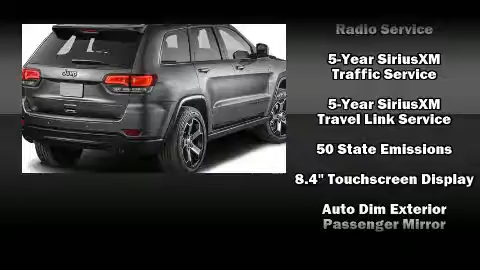 Radio Service
5-Year SiriusXM
Traffic Service
5-Year SiriusXM
Travel Link Service
50 State Emissions
8.4" Touchscreen Display
Auto Dim Exterior
Passenger Mirror
Jeep